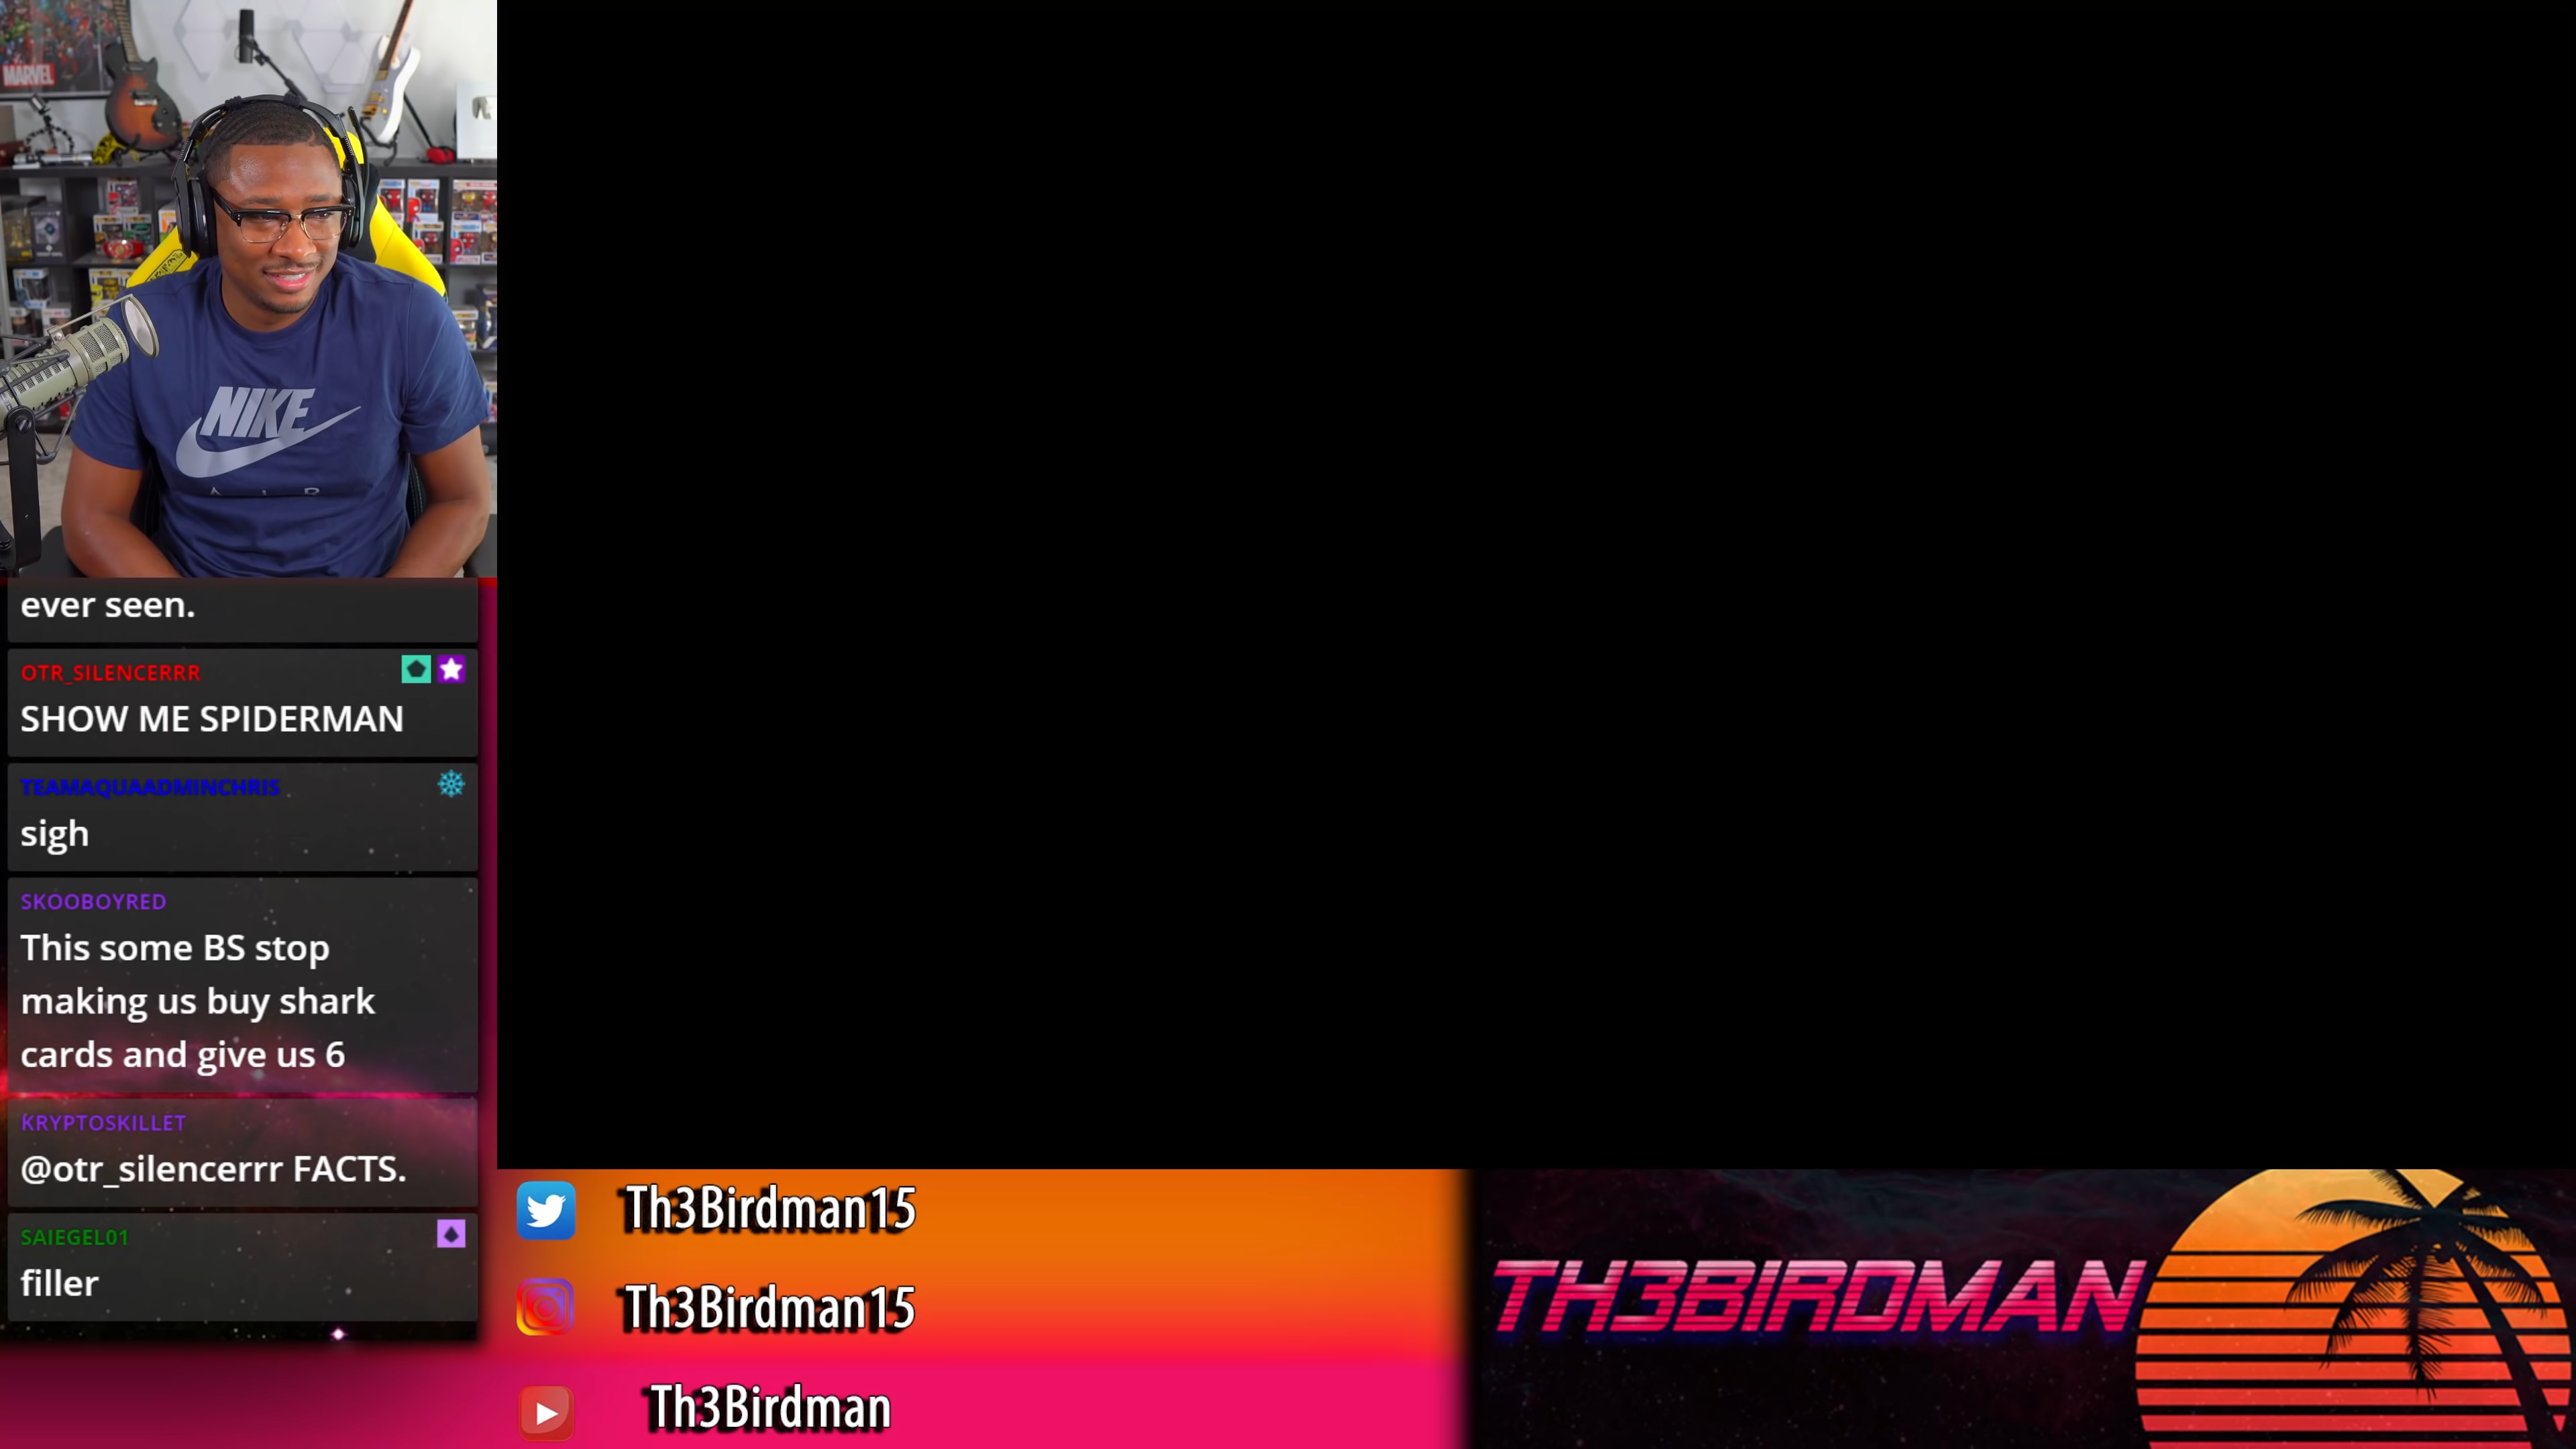 MARVEL
NIKE
AIR
ever seen.
OTR_SILENCERRR
SHOW ME SPIDERMAN
TEAMAQUAADMINCHRIS
sigh
SKOOBOYRED
This some BS stop
making us buy shark
cards and give us 6
KRYPTOSKILLET
@otr_silencerrr FACTS.
SAIEGEL01
filler
Th3Birdman15
Th3Birdman15
Th3Birdman
TH3BIRDMAN